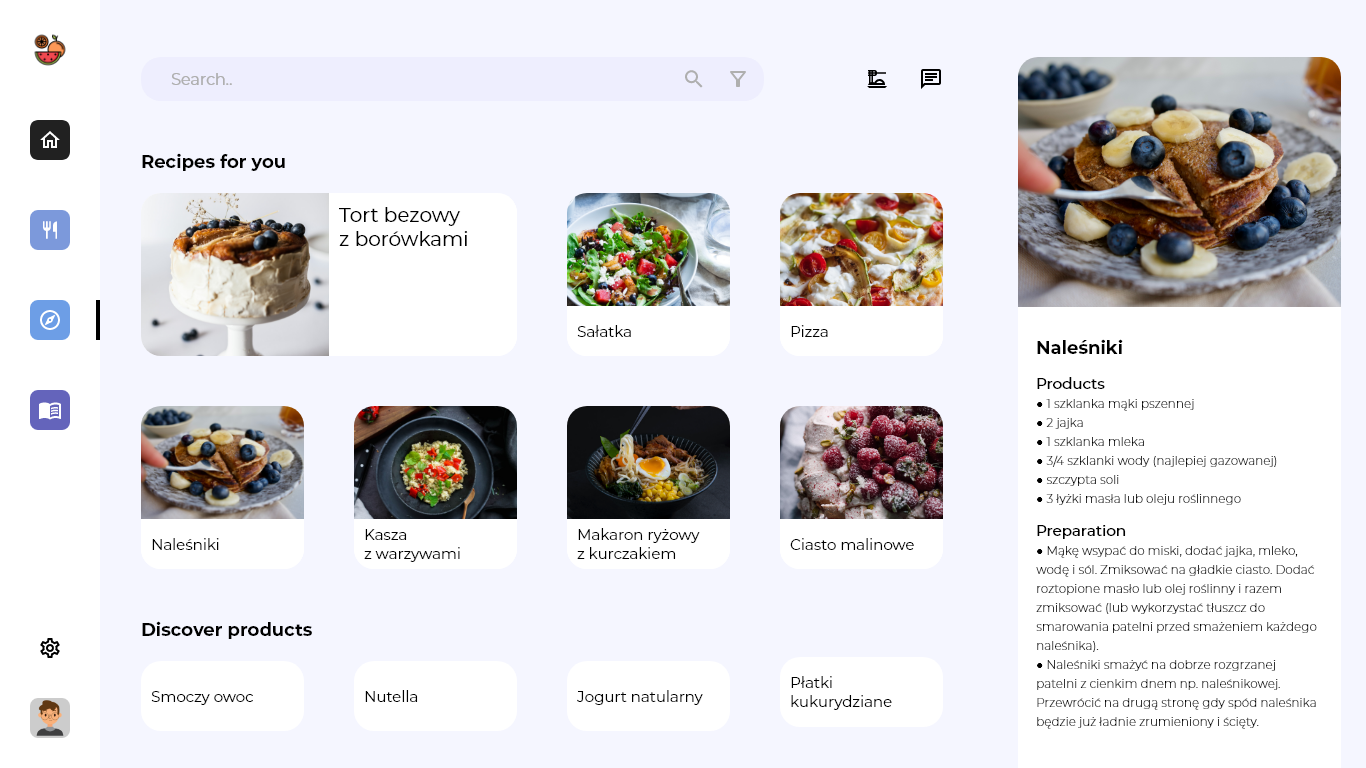 Search..
Recipes for you
Tort bezowy
z borówkami
Sałatka
Pizza
Naleśniki
Kasza
z warzywami
Makaron ryżowy
z kurczakiem
Ciasto malinowe
Discover products
Smoczy owoc
Nutella
Jogurt natularny
Płatki
kukurydziane
Naleśniki
Products
● 1 szklanka mąki pszennej
● 2 jajka
● 1 szklanka mleka
● 3/4 szklanki wody (najlepiej gazowanej)
● szczypta soli
● 3 łyżki masła lub oleju roślinnego
Preparation
● Mąkę wsypać do miski, dodać jajka, mleko,
wodę i sól. Zmiksować na gładkie ciasto. Dodać
roztopione masło lub olej roślinny i razem
zmiksować (lub wykorzystać tłuszcz do
smarowania patelni przed smażeniem każdego
naleśnika).
● Naleśniki smażyć na dobrze rozgrzanej
patelni z cienkim dnem np. naleśnikowej.
Przewrócić na drugą stronę gdy spód naleśnika
będzie już ładnie zrumieniony i ścięty.